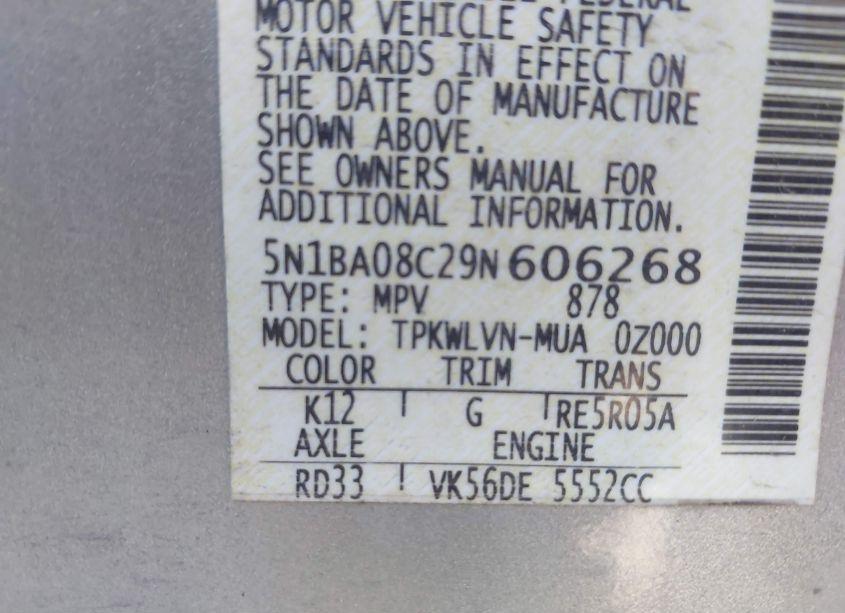 FEDERAL
MOTOR VEHICLE SAFETY
STANDARDS IN EFFECT ON
THE DATE OF MANUFACTURE
SHOWN ABOVE.
SEE OWNERS MANUAL FOR
ADDITIONAL INFORMATION.
5N1BA08C29N606268
TYPE: MPV 878
MODEL: TPKWLVN-MUA 0Z000
COLOR TRIM TRANS
K12 G RE5R05A
AXLE ENGINE
RD33 VK56DE 5552CC